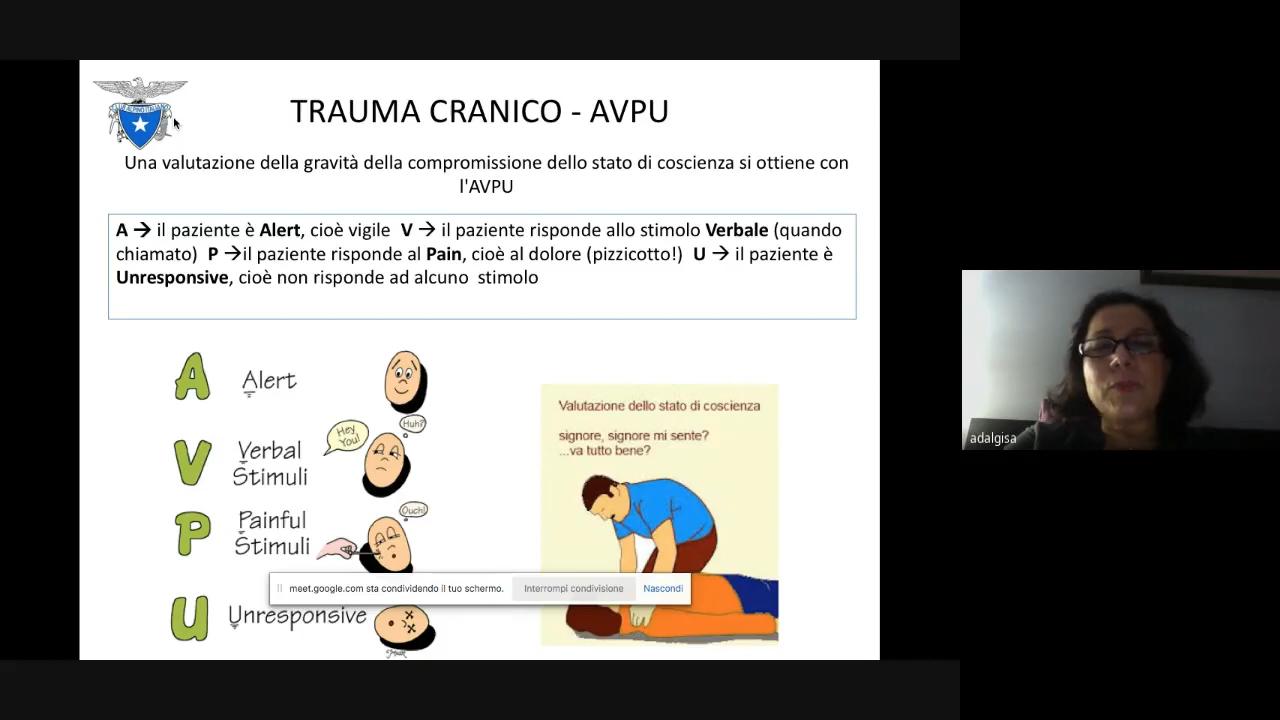 TRAUMA CRANICO - AVPU
Una valutazione della gravità della compromissione dello stato di coscienza si ottiene con
l'AVPU
A → il paziente è Alert, cioè vigile V → il paziente risponde allo stimolo Verbale (quando
chiamato) P →il paziente risponde al Pain, cioè al dolore (pizzicotto!) U → il paziente è
Unresponsive, cioè non risponde ad alcuno stimolo
A Alert
Hey You!
Huh?
V Verbal
Stimuli
Ouch!
P Painful
Stimuli
U Unresponsive
Valutazione dello stato di coscienza
signore, signore mi sente?
...va tutto bene?
meet.google.com sta condividendo il tuo schermo. Interrompi condivisione Nascondi
adalgisa